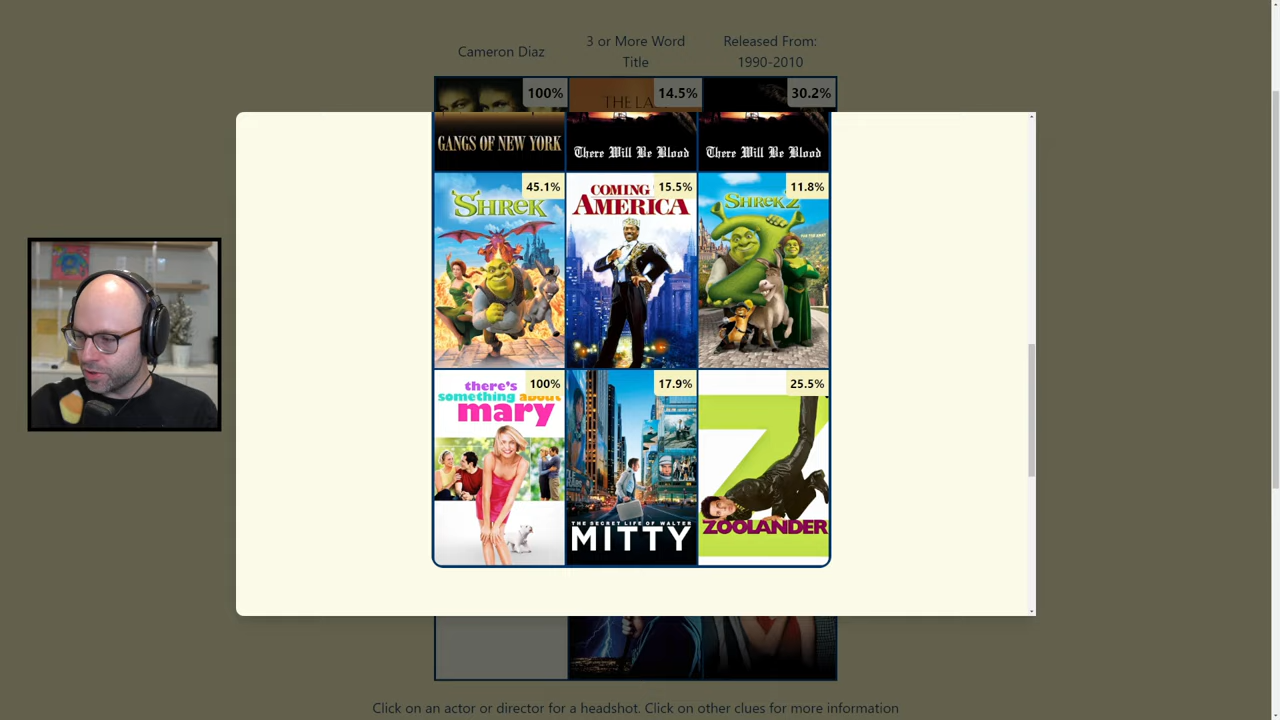 Cameron Diaz
3 or More Word
Title
Released From:
1990-2010
100%
THE LA
14.5%
30.2%
GANGS OF NEW YORK
There Will Be Blood
There Will Be Blood
45.1%
SHREK
15.5%
COMING
AMERICA
11.8%
SHREK 2
100%
there's
something about
mary
17.9%
THE SECRET LIFE OF WALTER
MITTY
25.5%
Z
ZOOLANDER
Click on an actor or director for a headshot. Click on other clues for more information